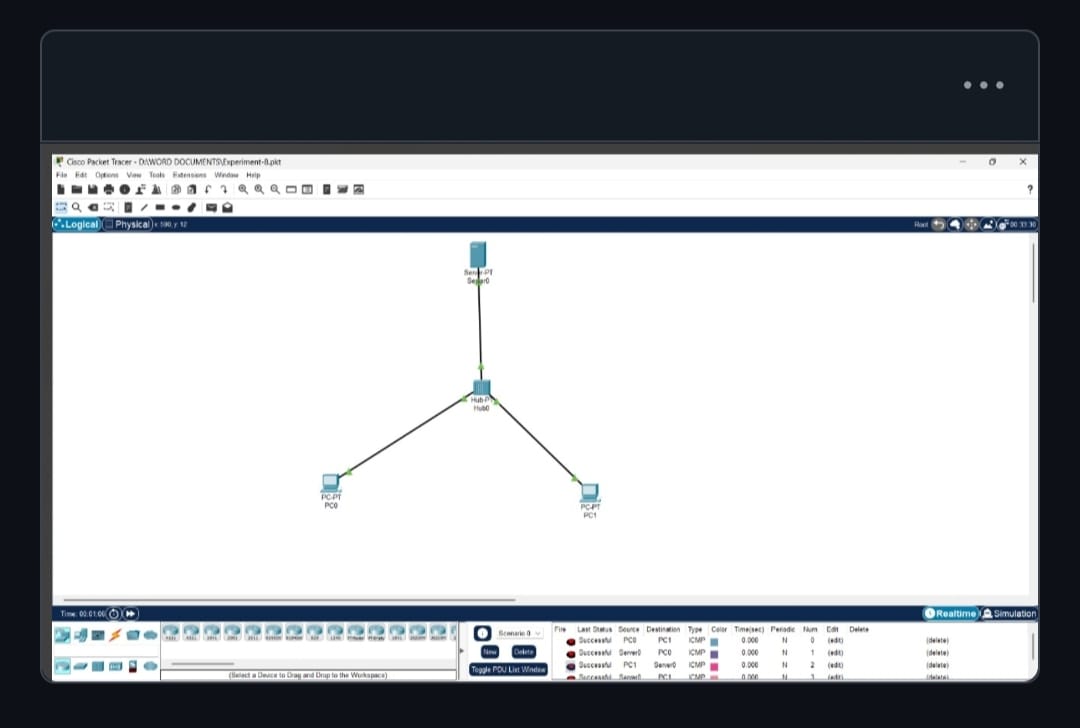 Cisco Packet Tracer - D:\WORD DOCUMENTS\Experiment-8.pkt
File Edit Options View Tools Extensions Window Help
?
Logical Physical x: 590, y: 12
Root
00:33:30
Server-PT
Server0
Hub-PT
Hub0
PC-PT
PC0
PC-PT
PC1
Time: 00:01:00
Realtime Simulation
Scenario 0
New Delete
Toggle PDU List Window
(Select a Device to Drag and Drop to the Workspace)
Fire Last Status Source Destination Type Color Time(sec) Periodic Num Edit Delete
Successful PC0 PC1 ICMP 0.000 N 0 (edit) (delete)
Successful Server0 PC0 ICMP 0.000 N 1 (edit) (delete)
Successful PC1 Server0 ICMP 0.000 N 2 (edit) (delete)
Successful Server0 PC1 ICMP 0.000 N 3 (edit) (delete)